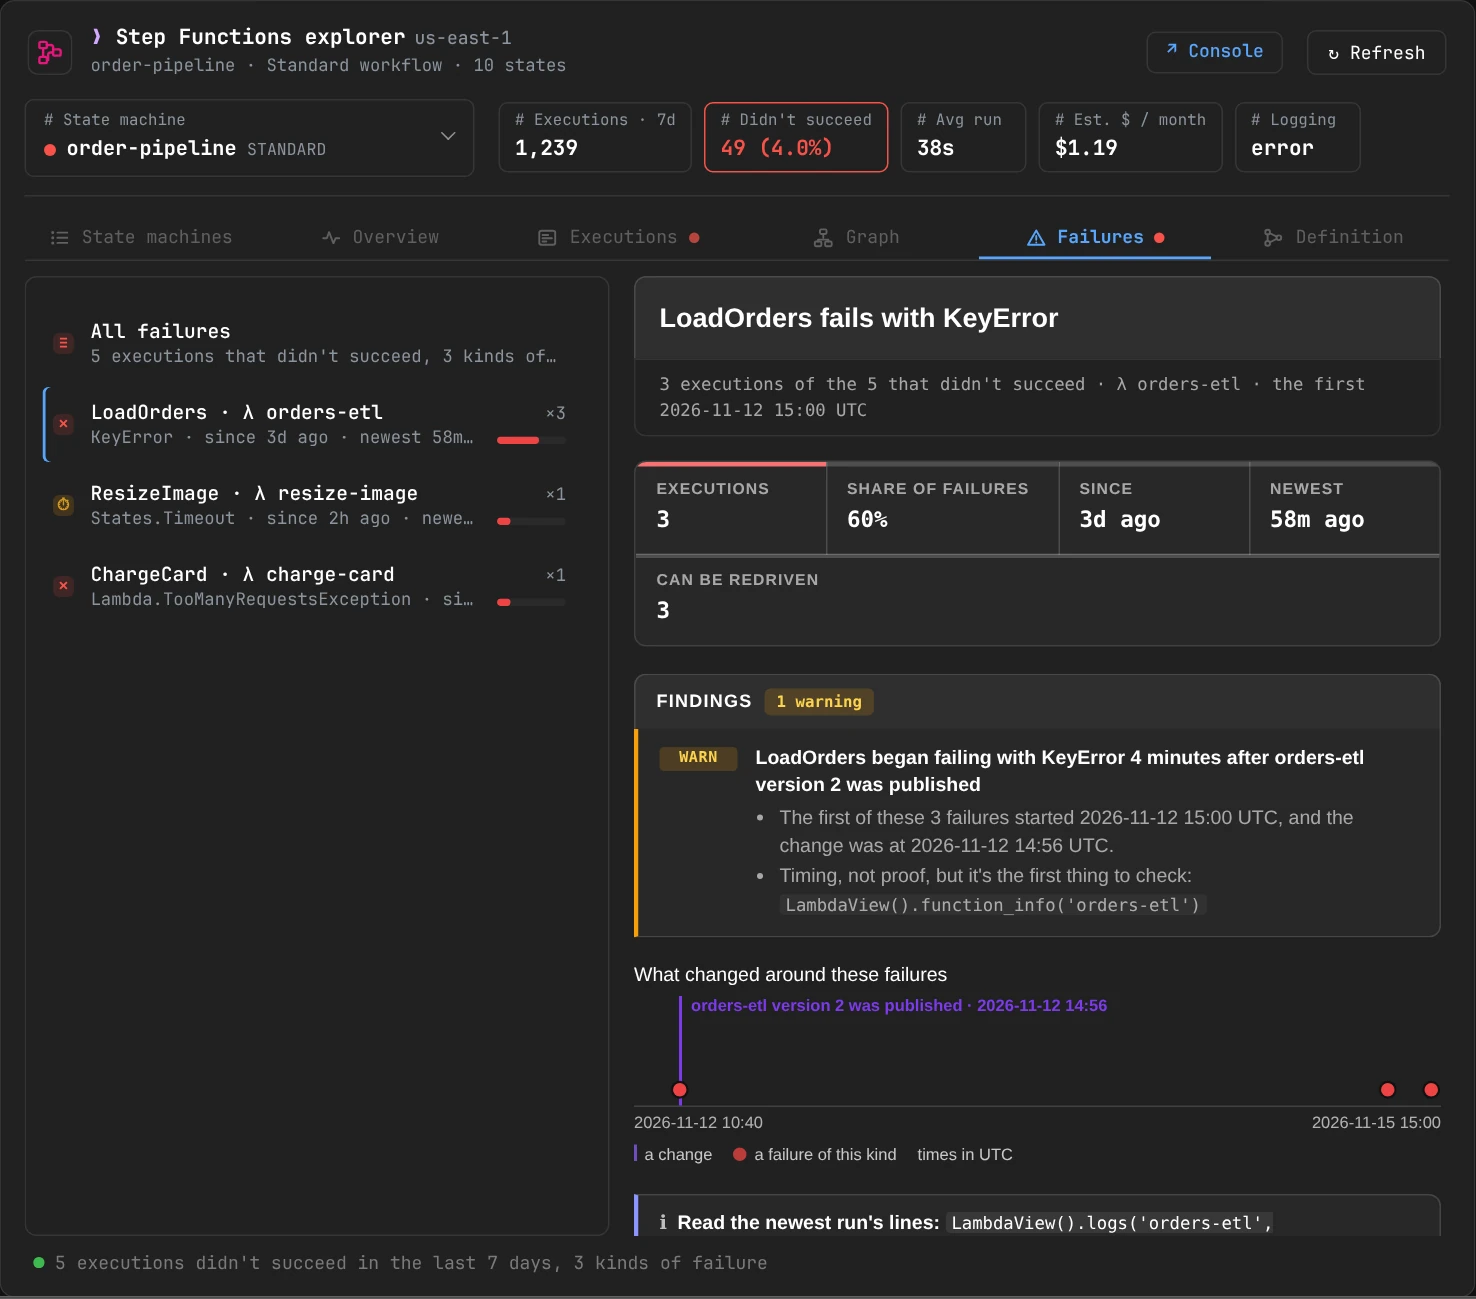 ⟫ Step Functions explorer us-east-1
order-pipeline · Standard workflow · 10 states
↗ Console
↻ Refresh
# State machine
order-pipeline STANDARD
# Executions · 7d
1,239
# Didn't succeed
49 (4.0%)
# Avg run
38s
# Est. $ / month
$1.19
# Logging
error
State machines
Overview
Executions
Graph
Failures
Definition
All failures
5 executions that didn't succeed, 3 kinds of…
LoadOrders · λ orders-etl ×3
KeyError · since 3d ago · newest 58m…
ResizeImage · λ resize-image ×1
States.Timeout · since 2h ago · newe…
ChargeCard · λ charge-card ×1
Lambda.TooManyRequestsException · si…
LoadOrders fails with KeyError
3 executions of the 5 that didn't succeed · λ orders-etl · the first
2026-11-12 15:00 UTC
EXECUTIONS
3
SHARE OF FAILURES
60%
SINCE
3d ago
NEWEST
58m ago
CAN BE REDRIVEN
3
FINDINGS 1 warning
WARN
LoadOrders began failing with KeyError 4 minutes after orders-etl
version 2 was published
• The first of these 3 failures started 2026-11-12 15:00 UTC, and the
change was at 2026-11-12 14:56 UTC.
• Timing, not proof, but it's the first thing to check:
LambdaView().function_info('orders-etl')
What changed around these failures
orders-etl version 2 was published · 2026-11-12 14:56
2026-11-12 10:40
2026-11-15 15:00
a change
a failure of this kind
times in UTC
ℹ Read the newest run's lines: LambdaView().logs('orders-etl',
5 executions didn't succeed in the last 7 days, 3 kinds of failure